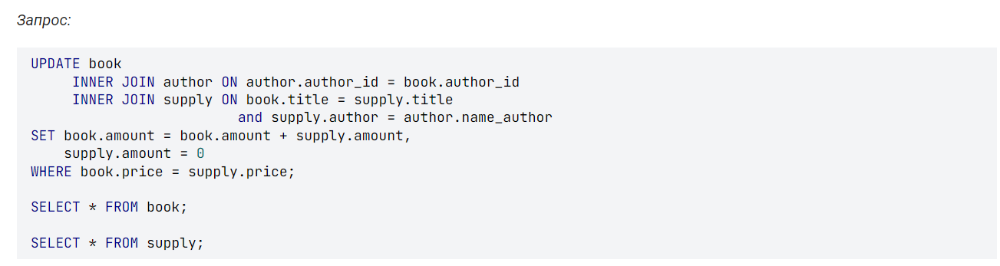 Запрос:
UPDATE book
INNER JOIN author ON author.author_id = book.author_id
INNER JOIN supply ON book.title = supply.title
and supply.author = author.name_author
SET book.amount = book.amount + supply.amount,
supply.amount = 0
WHERE book.price = supply.price;
SELECT * FROM book;
SELECT * FROM supply;